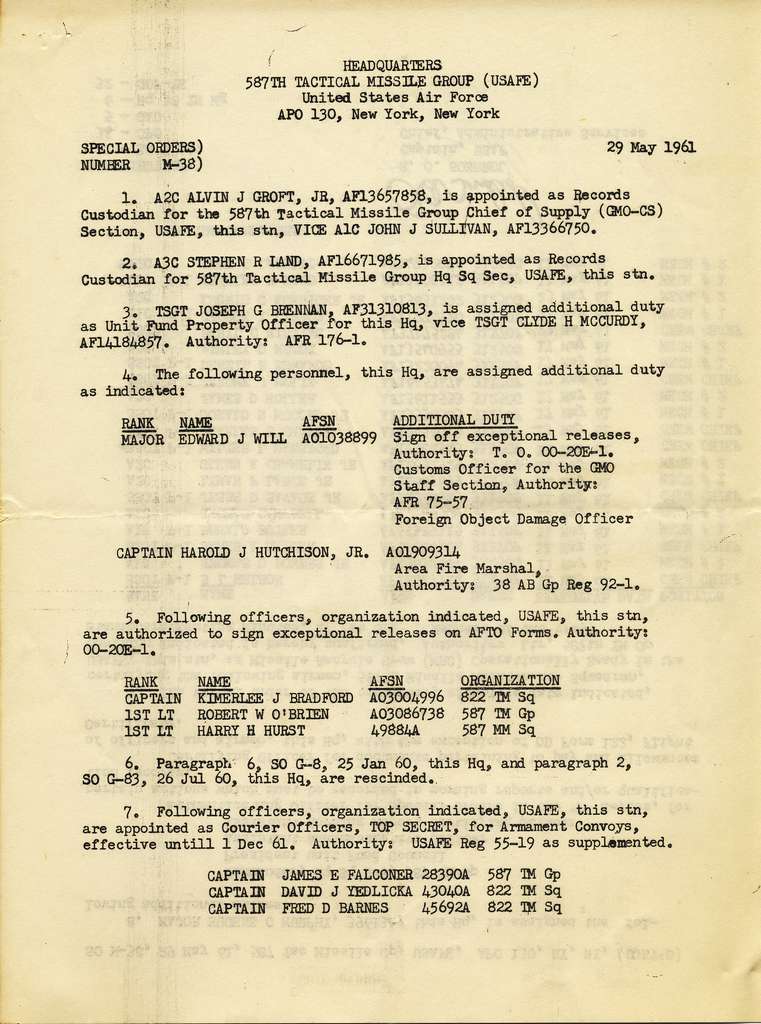 HEADQUARTERS
587TH TACTICAL MISSILE GROUP (USAFE)
United States Air Force
APO 130, New York, New York
SPECIAL ORDERS) 29 May 1961
NUMBER M-38)
1. A2C ALVIN J GROFT, JR, AF13657858, is appointed as Records
Custodian for the 587th Tactical Missile Group Chief of Supply (GMO-CS)
Section, USAFE, this stn, VICE A1C JOHN J SULLIVAN, AF13366750.
2. A3C STEPHEN R LAND, AF16671985, is appointed as Records
Custodian for 587th Tactical Missile Group Hq Sq Sec, USAFE, this stn.
3. TSGT JOSEPH G BRENNAN, AF31310813, is assigned additional duty
as Unit Fund Property Officer for this Hq, vice TSGT CLYDE H MCCURDY,
AF14184857. Authority: AFR 176-1.
4. The following personnel, this Hq, are assigned additional duty
as indicated:
RANK NAME AFSN ADDITIONAL DUTY
MAJOR EDWARD J WILL AO1038899 Sign off exceptional releases,
Authority: T. O. 00-20E-1.
Customs Officer for the GMO
Staff Section, Authority:
AFR 75-57
Foreign Object Damage Officer
CAPTAIN HAROLD J HUTCHISON, JR. AO1909314
Area Fire Marshal,
Authority: 38 AB Gp Reg 92-1.
5. Following officers, organization indicated, USAFE, this stn,
are authorized to sign exceptional releases on AFTO Forms. Authority:
00-20E-1.
RANK NAME AFSN ORGANIZATION
CAPTAIN KIMERLEE J BRADFORD AO3004996 822 TM Sq
1ST LT ROBERT W O'BRIEN AO3086738 587 TM Gp
1ST LT HARRY H HURST 49884A 587 MM Sq
6. Paragraph 6, SO G-8, 25 Jan 60, this Hq, and paragraph 2,
SO G-83, 26 Jul 60, this Hq, are rescinded.
7. Following officers, organization indicated, USAFE, this stn,
are appointed as Courier Officers, TOP SECRET, for Armament Convoys,
effective untill 1 Dec 61. Authority: USAFE Reg 55-19 as supplemented.
CAPTAIN JAMES E FALCONER 28390A 587 TM Gp
CAPTAIN DAVID J YEDLICKA 43040A 822 TM Sq
CAPTAIN FRED D BARNES 45692A 822 TM Sq